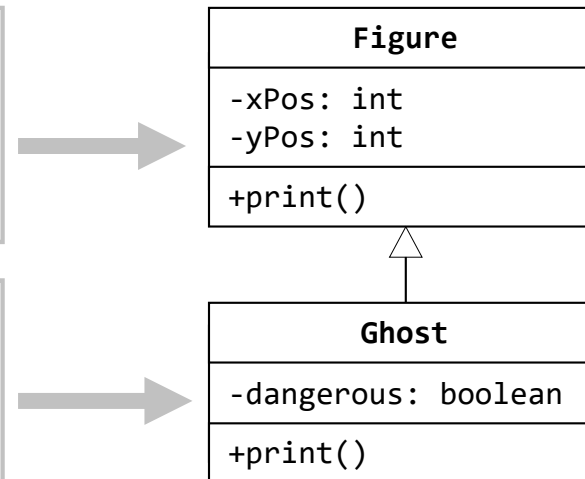 Figure
-xPos: int
-yPos: int
+print()
Ghost
-dangerous: boolean
+print()